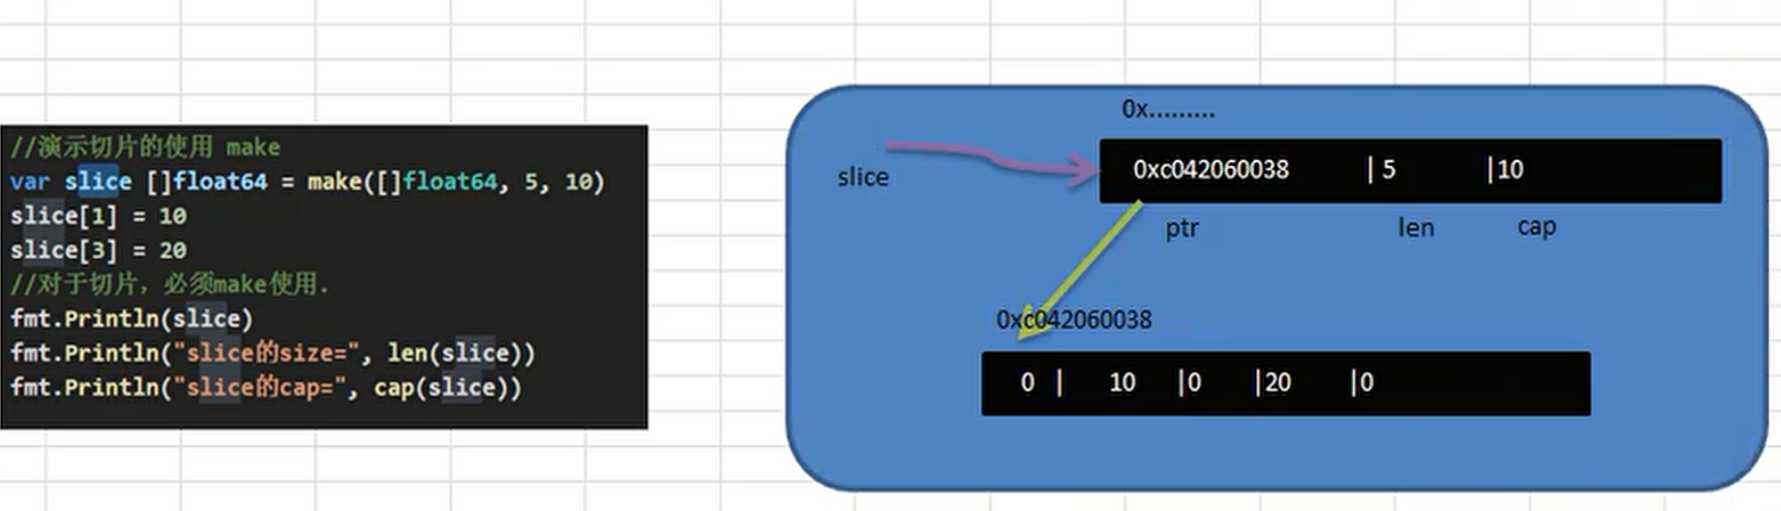 //演示切片的使用 make
var slice []float64 = make([]float64, 5, 10)
slice[1] = 10
slice[3] = 20
//对于切片，必须make使用.
fmt.Println(slice)
fmt.Println("slice的size=", len(slice))
fmt.Println("slice的cap=", cap(slice))
0x.........
slice
0xc042060038 |5 |10
ptr len cap
0xc042060038
0 | 10 |0 |20 |0